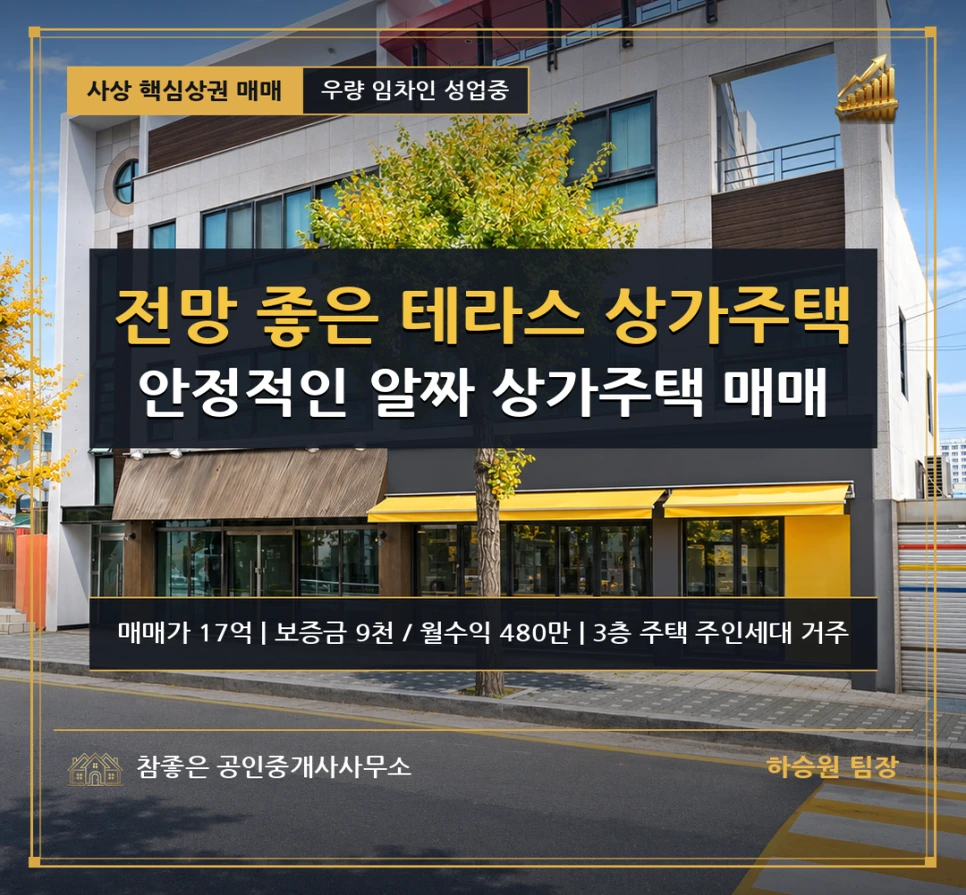 사상 핵심상권 매매 우량 임차인 성업중
전망 좋은 테라스 상가주택
안정적인 알짜 상가주택 매매
매매가 17억 | 보증금 9천 / 월수익 480만 | 3층 주택 주인세대 거주
참좋은 공인중개사사무소 하승원 팀장